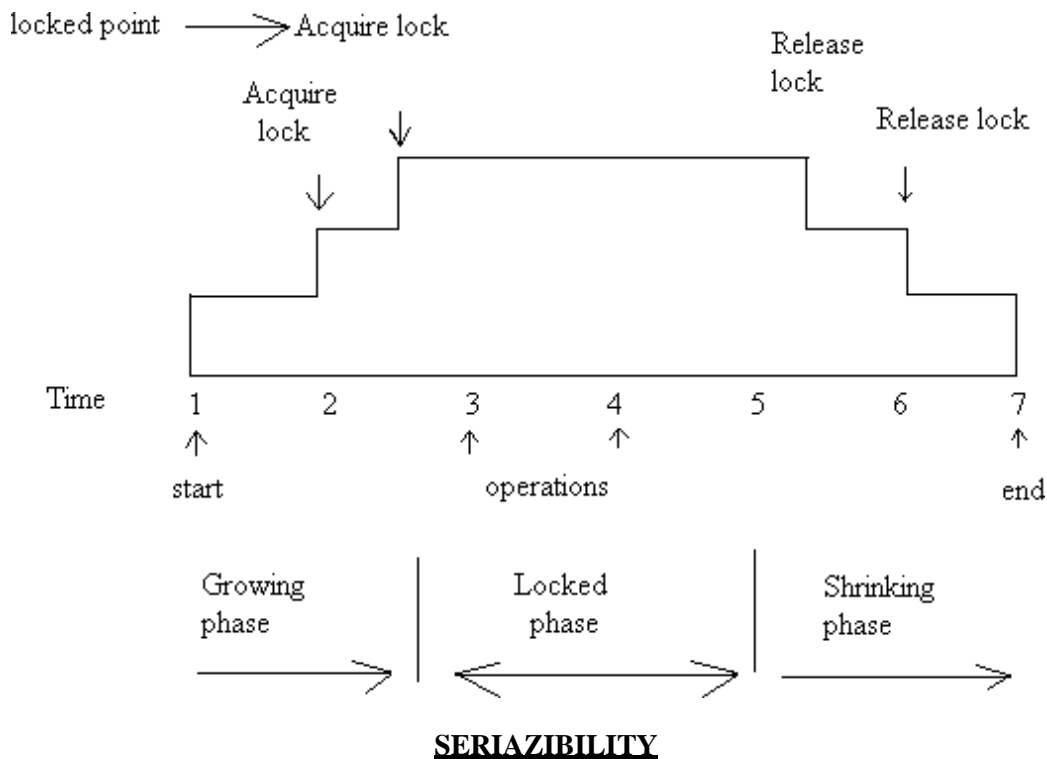 locked point Acquire lock
Release
lock
Acquire
lock
Release lock
Time 1 2 3 4 5 6 7
start operations end
Growing
phase
Locked
phase
Shrinking
phase
SERIAZIBILITY